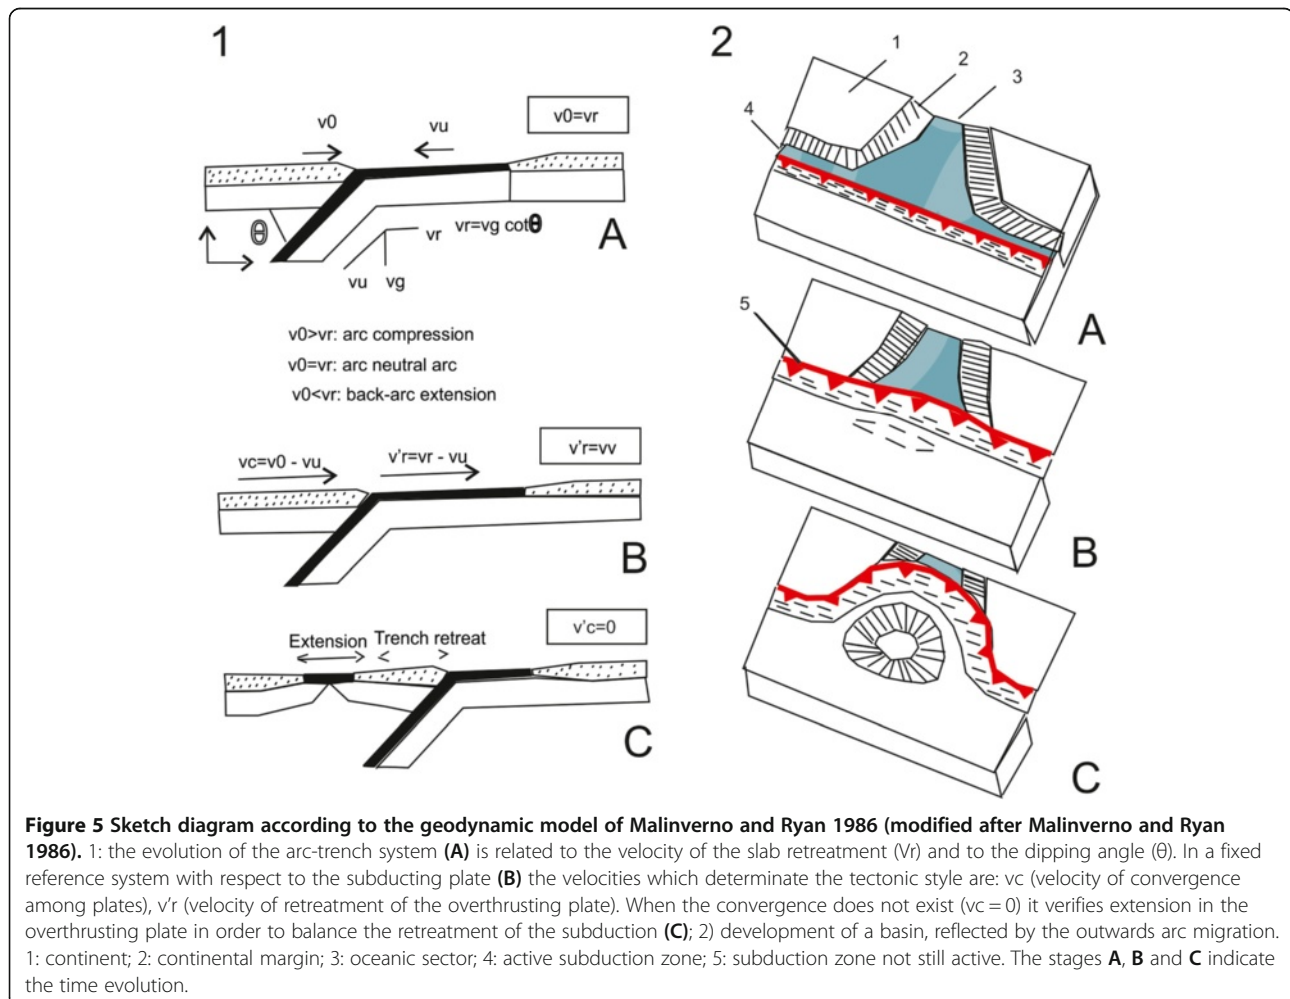 1
v0
vu
v0=vr
θ
vr
vr=vg cotθ
vu
vg
A
v0>vr: arc compression
v0=vr: arc neutral arc
v0<vr: back-arc extension
vc=v0 - vu
v'r=vr - vu
v'r=vv
B
Extension
Trench retreat
v'c=0
C
2
1
2
3
4
A
5
B
C
Figure 5 Sketch diagram according to the geodynamic model of Malinverno and Ryan 1986 (modified after Malinverno and Ryan
1986). 1: the evolution of the arc-trench system (A) is related to the velocity of the slab retreatment (Vr) and to the dipping angle (θ). In a fixed
reference system with respect to the subducting plate (B) the velocities which determinate the tectonic style are: vc (velocity of convergence
among plates), v'r (velocity of retreatment of the overthrusting plate). When the convergence does not exist (vc = 0) it verifies extension in the
overthrusting plate in order to balance the retreatment of the subduction (C); 2) development of a basin, reflected by the outwards arc migration.
1: continent; 2: continental margin; 3: oceanic sector; 4: active subduction zone; 5: subduction zone not still active. The stages A, B and C indicate
the time evolution.